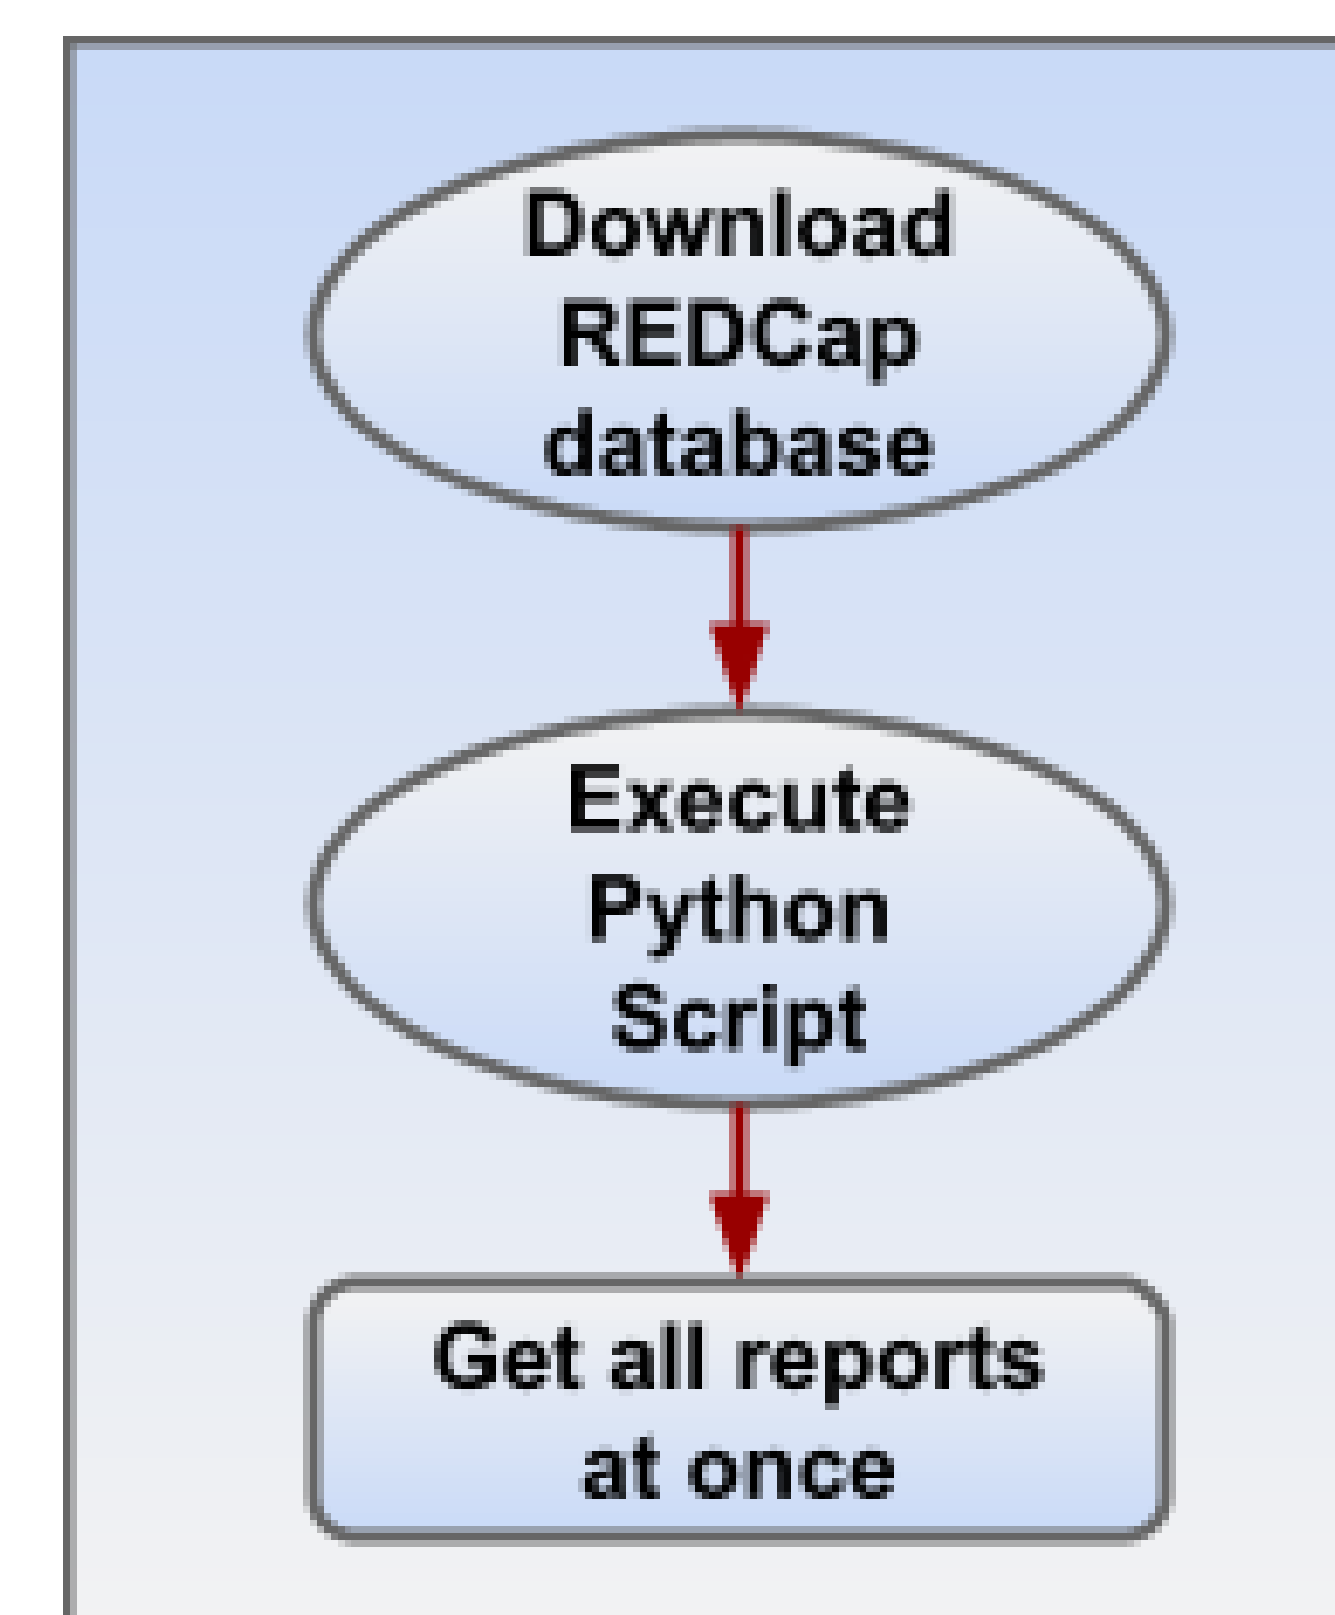 Download
REDCap
database
Execute
Python
Script
Get all reports
at once